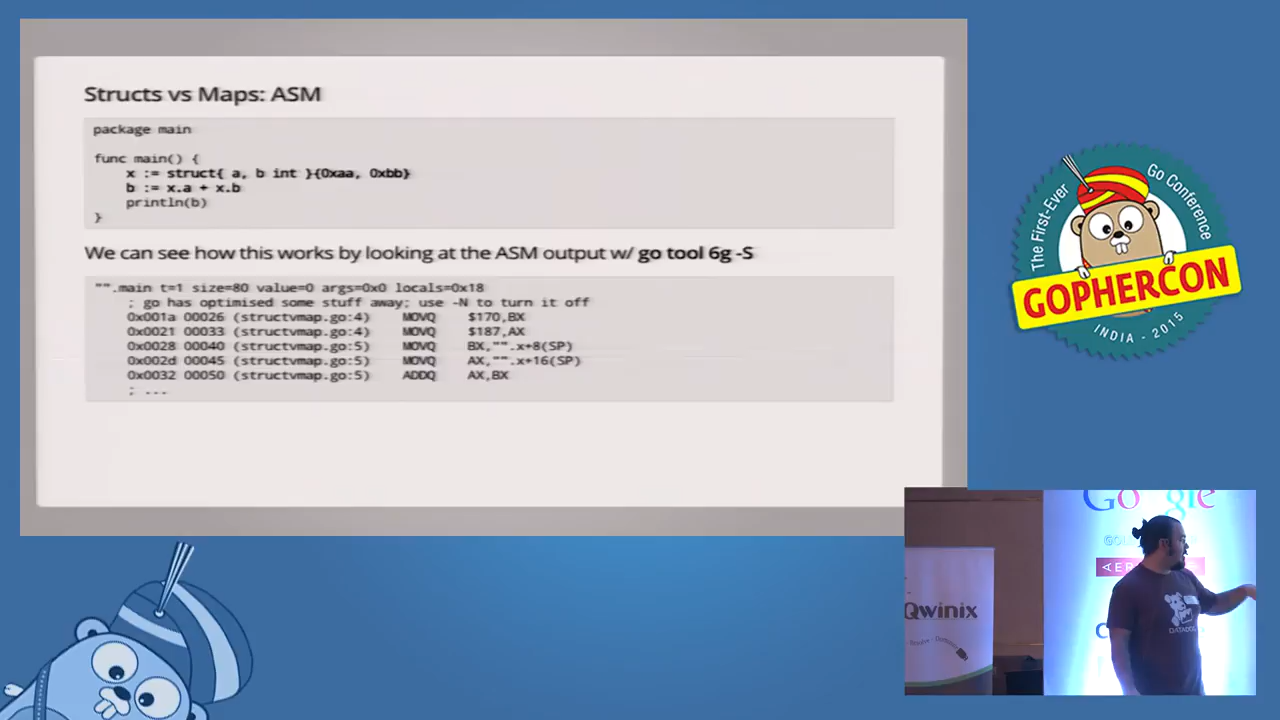 Structs vs Maps: ASM
package main
func main() {
x := struct{ a, b int }{0xaa, 0xbb}
b := x.a + x.b
println(b)
}
We can see how this works by looking at the ASM output w/ go tool 6g -S
"".main t=1 size=80 value=0 args=0x0 locals=0x18
; go has optimised some stuff away; use -N to turn it off
0x001a 00026 (structvmap.go:4) MOVQ $170,BX
0x0021 00033 (structvmap.go:4) MOVQ $187,AX
0x0028 00040 (structvmap.go:5) MOVQ BX,"".x+8(SP)
0x002d 00045 (structvmap.go:5) MOVQ AX,"".x+16(SP)
0x0032 00050 (structvmap.go:5) ADDQ AX,BX
; ...
The First-Ever
Go Conference
GOPHERCON
INDIA - 2015
Google
AER
Qwinix